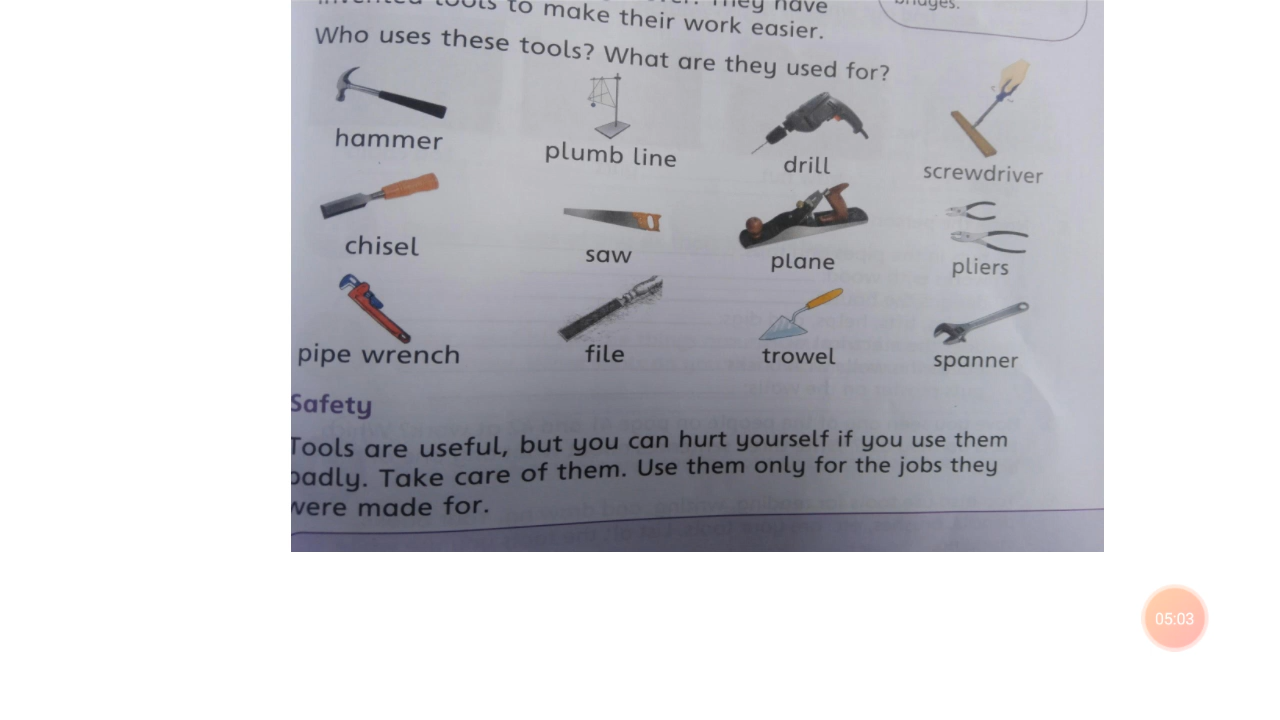 They have
bridges.
invented tools to make their work easier.
Who uses these tools? What are they used for?
hammer
plumb line
drill
screwdriver
chisel
saw
plane
pliers
pipe wrench
file
trowel
spanner
Safety
Tools are useful, but you can hurt yourself if you use them
badly. Take care of them. Use them only for the jobs they
were made for.
05:03